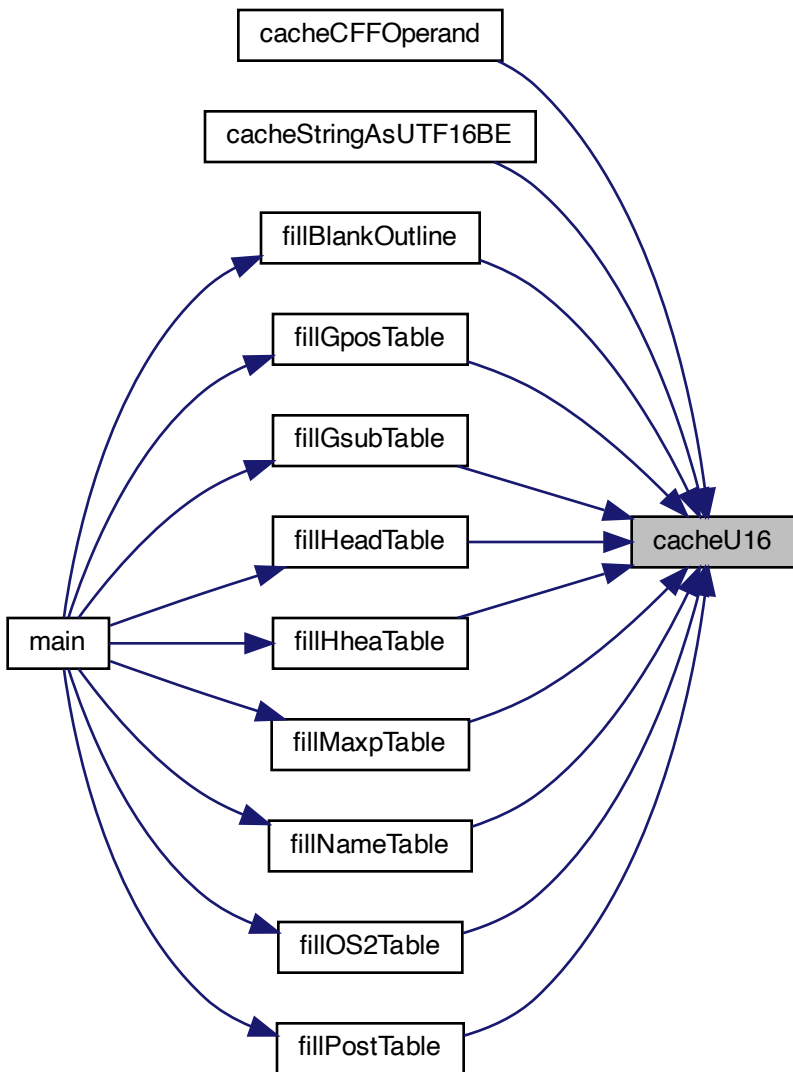 cacheCFFOperand
cacheStringAsUTF16BE
fillBlankOutline
fillGposTable
fillGsubTable
fillHeadTable
cacheU16
main
fillHheaTable
fillMaxpTable
fillNameTable
fillOS2Table
fillPostTable